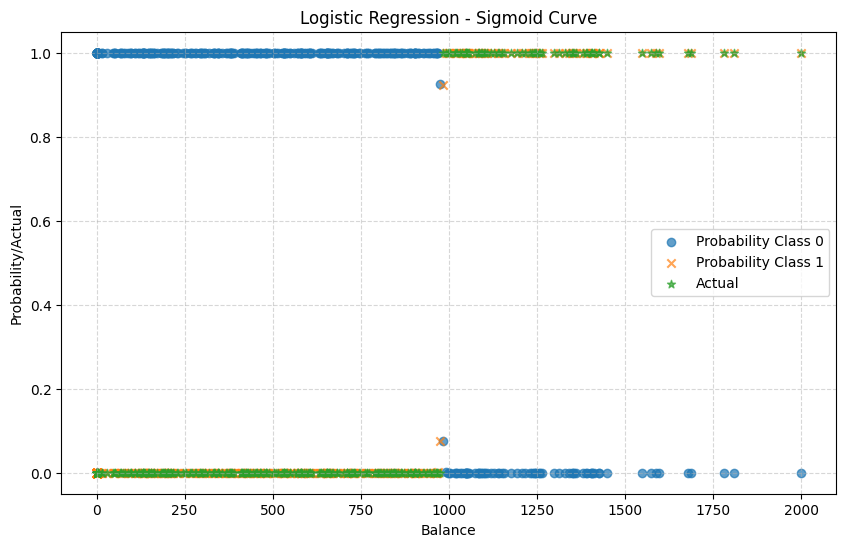 Logistic Regression - Sigmoid Curve
1.0
0.8
0.6
0.4
0.2
0.0
Probability/Actual
Probability Class 0
Probability Class 1
Actual
0 250 500 750 1000 1250 1500 1750 2000
Balance